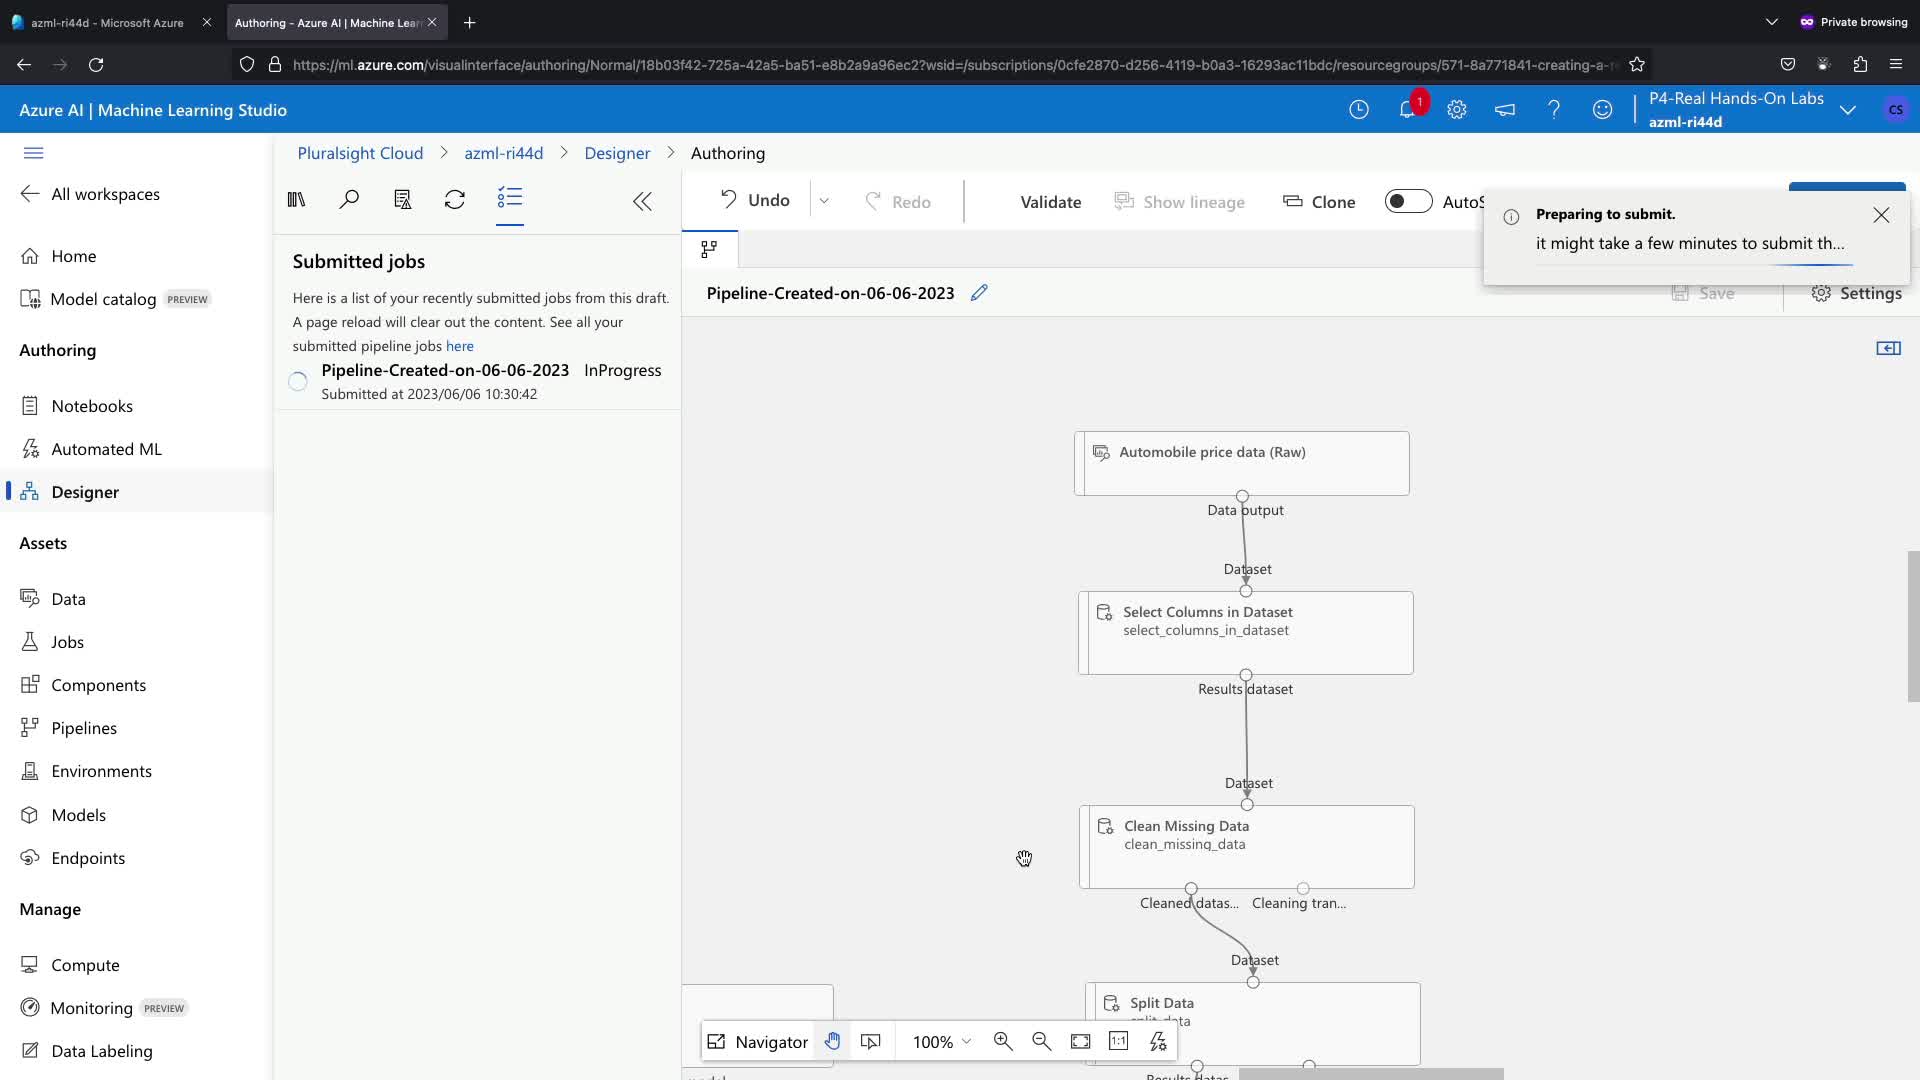 azml-ri44d - Microsoft Azure
Authoring - Azure AI | Machine Lear
Private browsing
https://ml.azure.com/visualinterface/authoring/Normal/18b03f42-725a-42a5-ba51-e8b2a9a96ec2?wsid=/subscriptions/0cfe2870-d256-4119-b0a3-16293ac11bdc/resourcegroups/571-8a771841-creating-a-r
Azure AI | Machine Learning Studio
1
P4-Real Hands-On Labs
azml-ri44d
CS
Pluralsight Cloud > azml-ri44d > Designer > Authoring
All workspaces
Home
Model catalog PREVIEW
Authoring
Notebooks
Automated ML
Designer
Assets
Data
Jobs
Components
Pipelines
Environments
Models
Endpoints
Manage
Compute
Monitoring PREVIEW
Data Labeling
Submitted jobs
Here is a list of your recently submitted jobs from this draft.
A page reload will clear out the content. See all your
submitted pipeline jobs here
Pipeline-Created-on-06-06-2023 InProgress
Submitted at 2023/06/06 10:30:42
Undo
Redo
Validate
Show lineage
Clone
AutoS
Preparing to submit.
it might take a few minutes to submit th...
Pipeline-Created-on-06-06-2023
Save
Settings
Automobile price data (Raw)
Data output
Dataset
Select Columns in Dataset
select_columns_in_dataset
Results dataset
Dataset
Clean Missing Data
clean_missing_data
Cleaned datas... Cleaning tran...
Dataset
Split Data
split_data
Navigator
100%
1:1